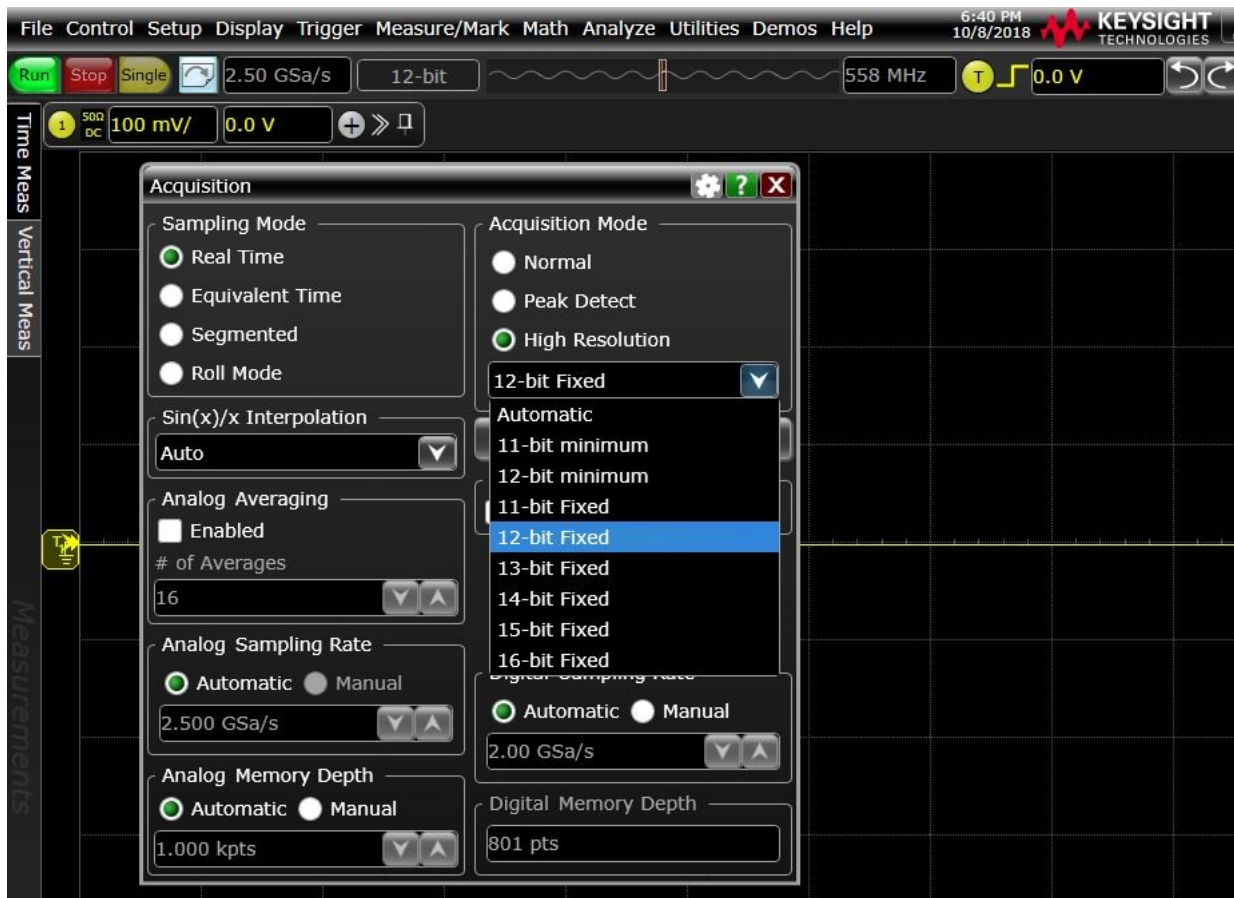 File Control Setup Display Trigger Measure/Mark Math Analyze Utilities Demos Help
6:40 PM
10/8/2018
KEYSIGHT
TECHNOLOGIES
Run Stop Single 2.50 GSa/s 12-bit 558 MHz T 0.0 V
1 50Ω DC 100 mV/ 0.0 V
Time Meas
Vertical Meas
Measurements
Acquisition ? X
Sampling Mode
Real Time
Equivalent Time
Segmented
Roll Mode
Sin(x)/x Interpolation
Auto
Analog Averaging
Enabled
# of Averages
16
Analog Sampling Rate
Automatic Manual
2.500 GSa/s
Analog Memory Depth
Automatic Manual
1.000 kpts
Acquisition Mode
Normal
Peak Detect
High Resolution
12-bit Fixed
Automatic
11-bit minimum
12-bit minimum
11-bit Fixed
12-bit Fixed
13-bit Fixed
14-bit Fixed
15-bit Fixed
16-bit Fixed
Digital Sampling Rate
Automatic Manual
2.00 GSa/s
Digital Memory Depth
801 pts
T